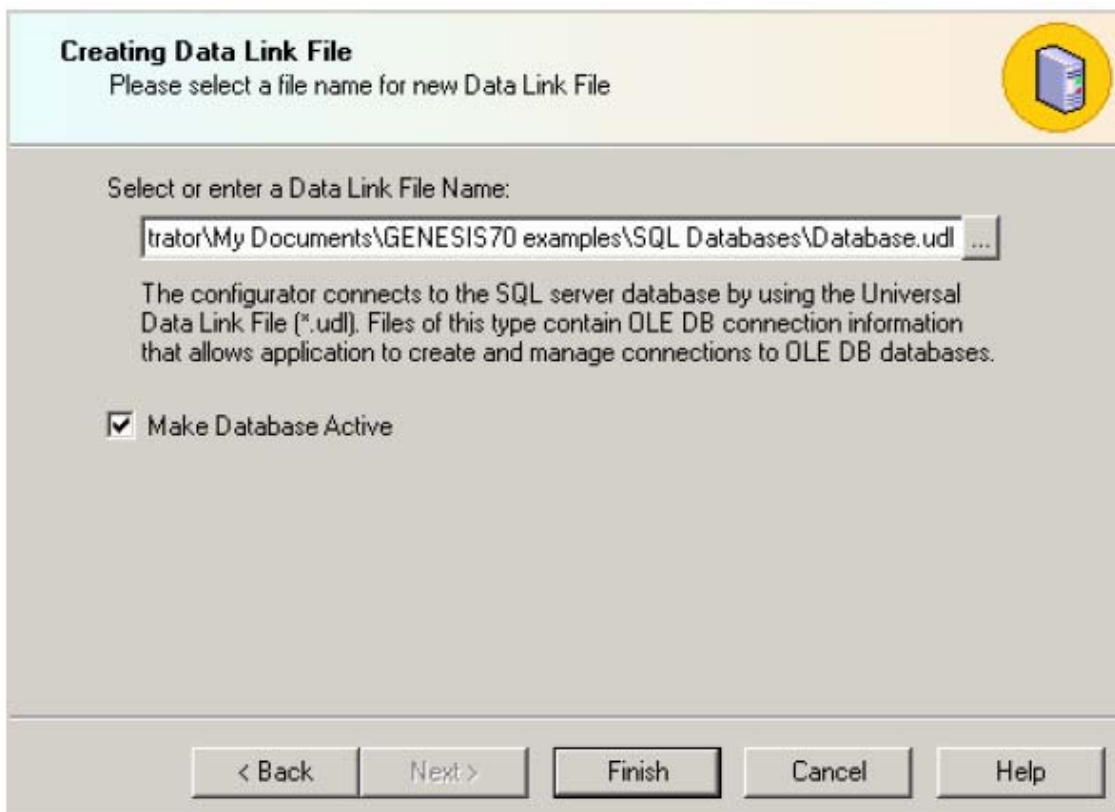 Creating Data Link File
Please select a file name for new Data Link File
Select or enter a Data Link File Name:
trator\My Documents\GENESIS70 examples\SQL Databases\Database.udl ...
The configurator connects to the SQL server database by using the Universal
Data Link File (*.udl). Files of this type contain OLE DB connection information
that allows application to create and manage connections to OLE DB databases.
Make Database Active
< Back Next > Finish Cancel Help